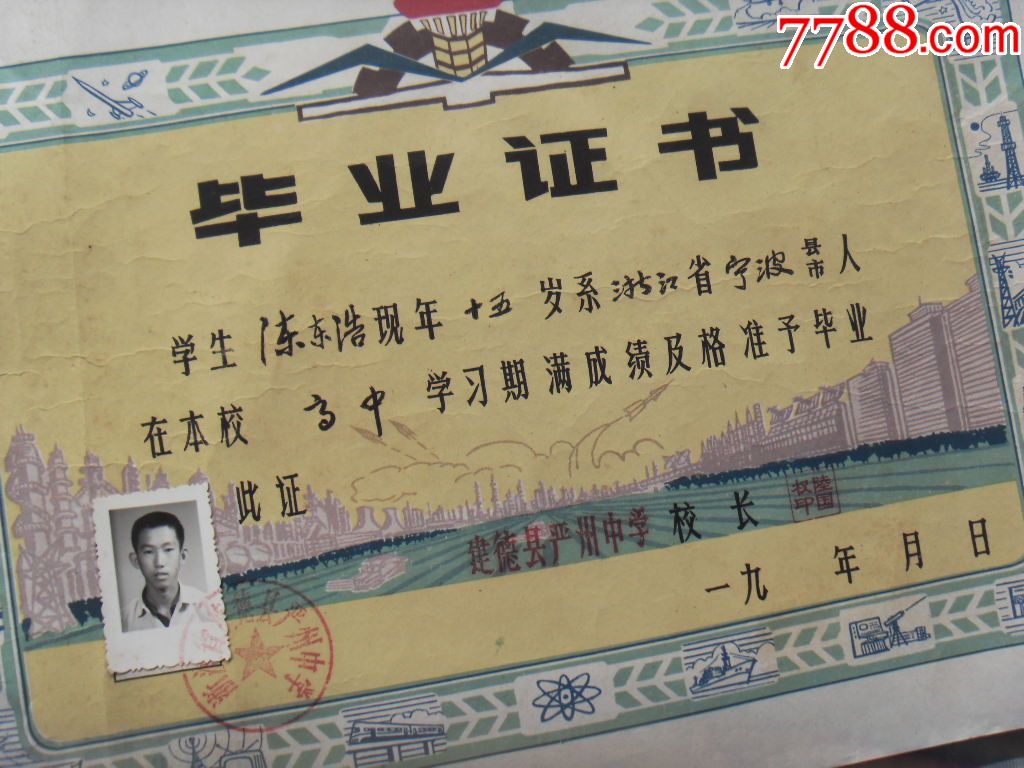 7788.com
毕业证书
学生 陈东浩 现年 十五 岁系 浙江 省 宁波 县市 人
在本校 高中 学习期满成绩及格准予毕业
此证
建德县严州中学 校长
一九 年 月 日